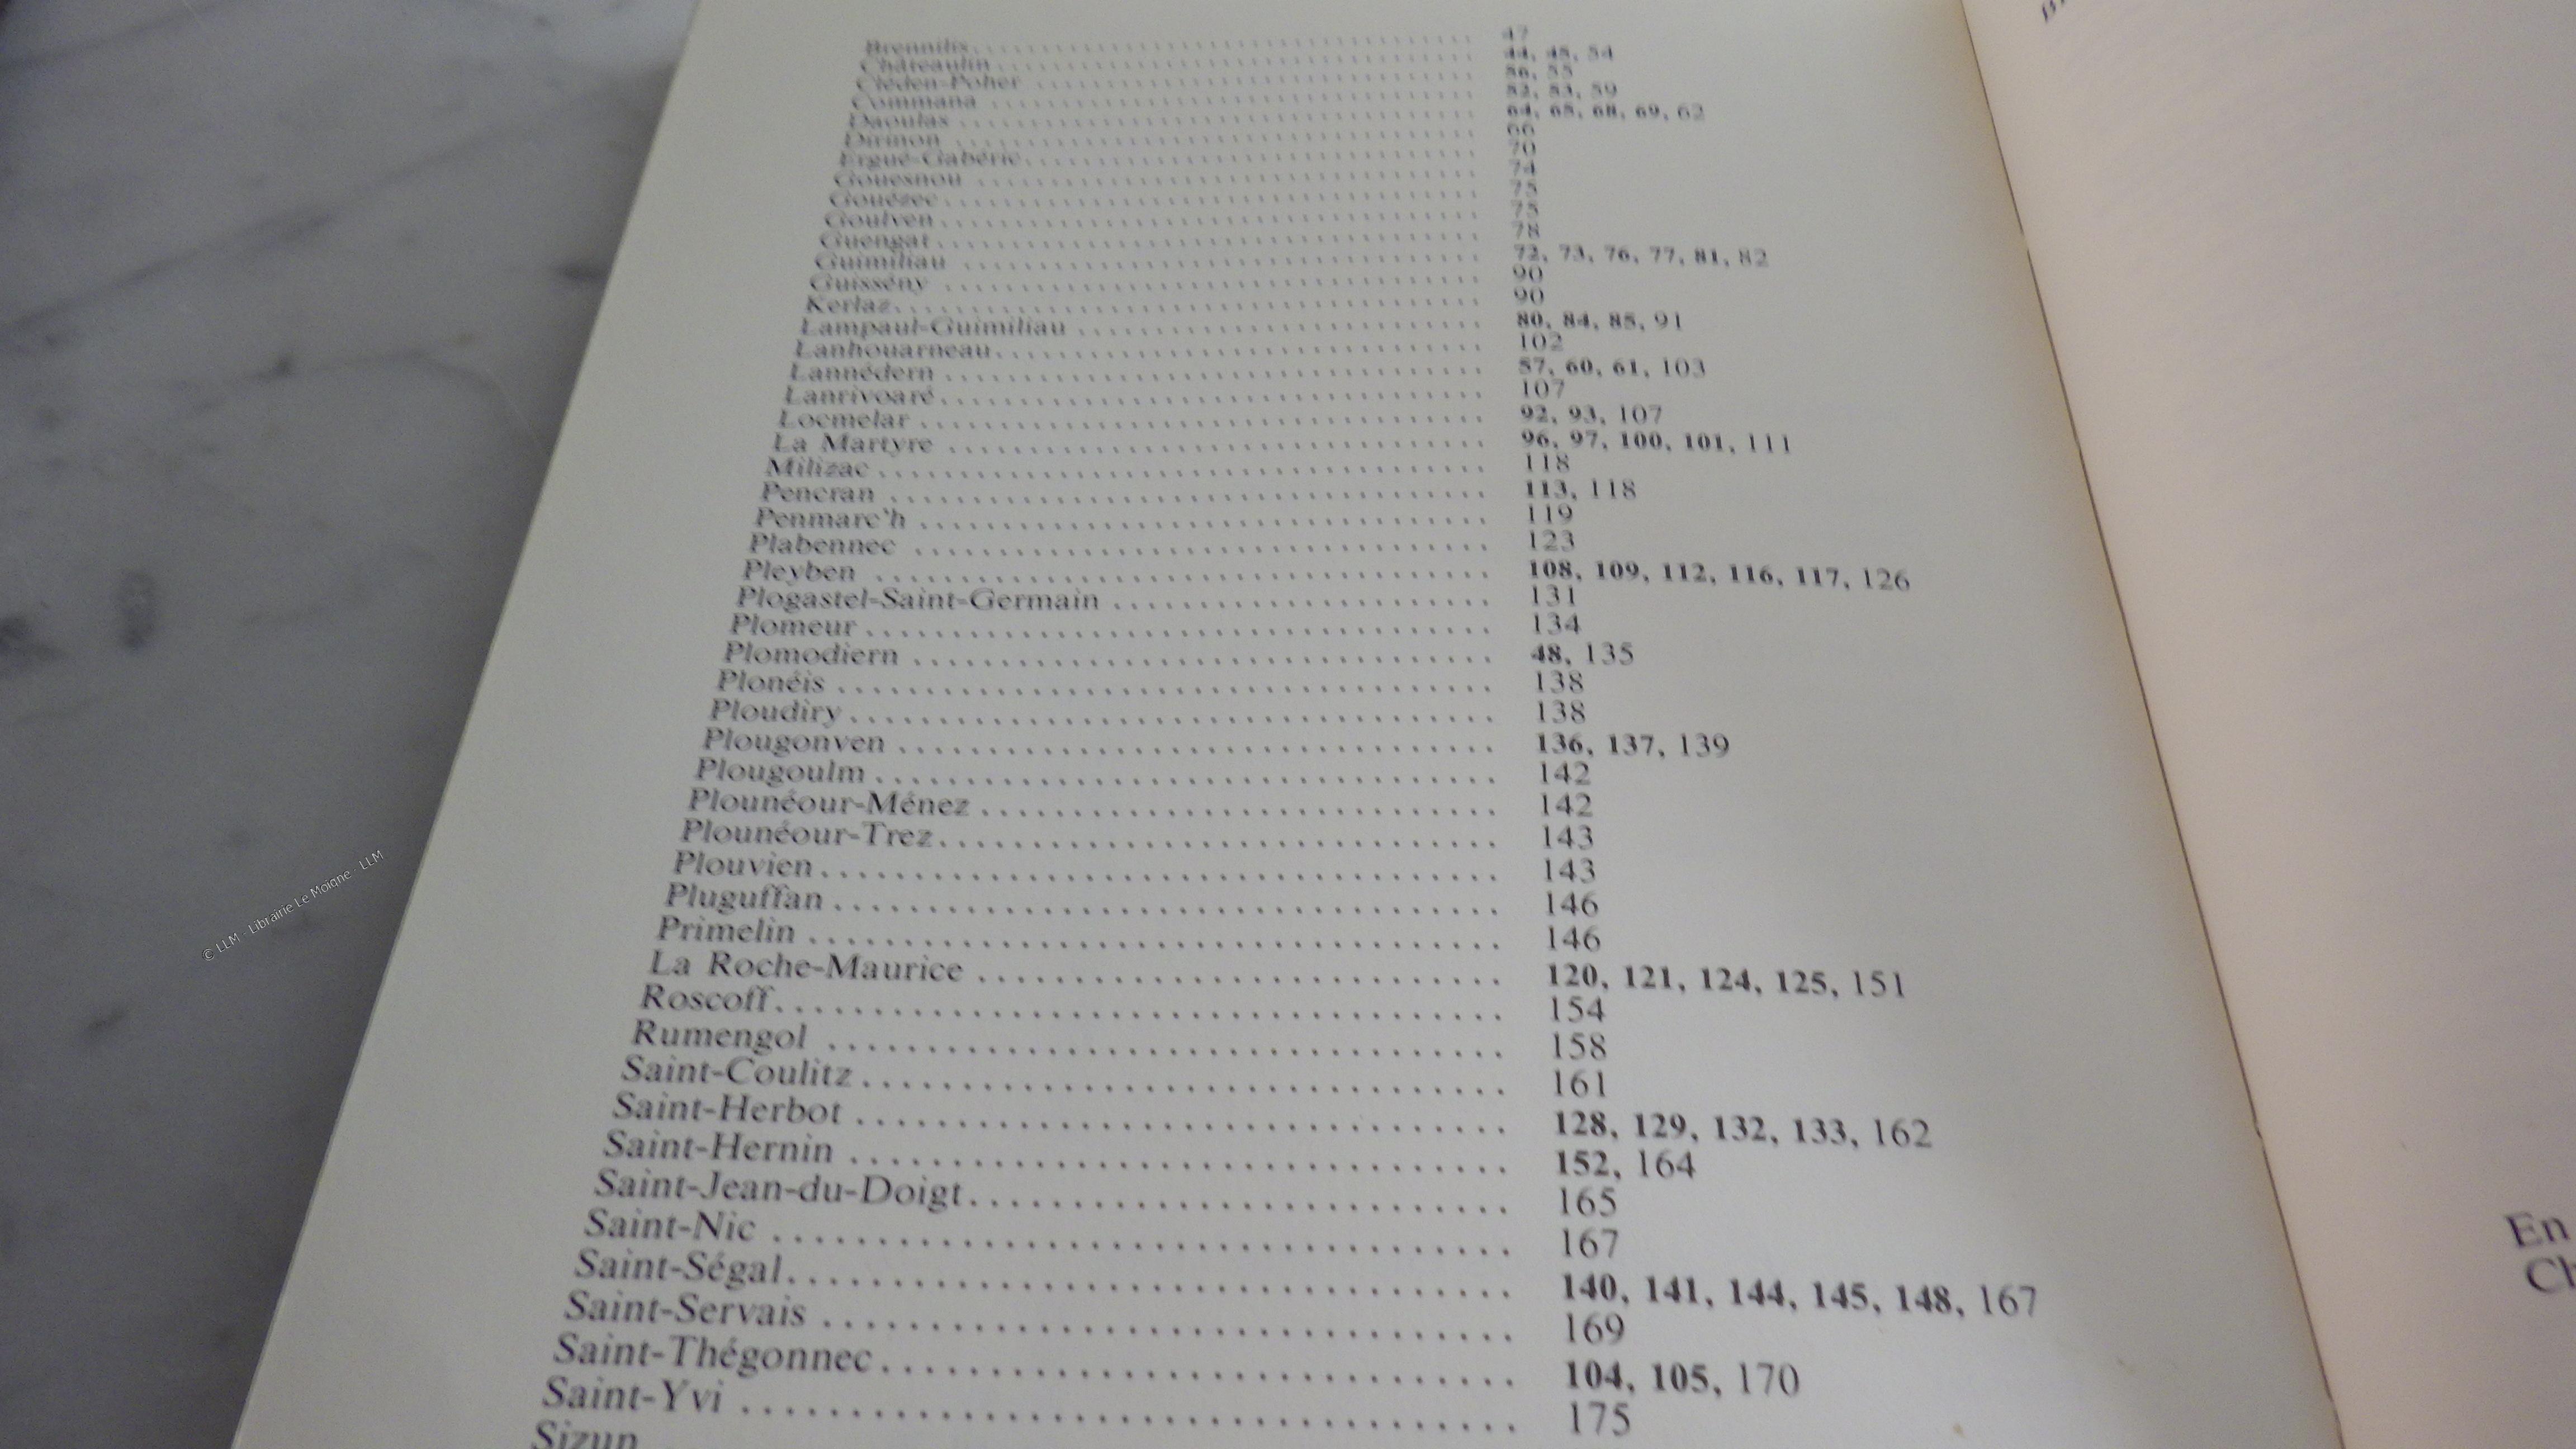 Brennilis 47
Châteaulin 44, 45, 54
Cléden-Poher 56, 55
Commana 52, 53, 59
Daoulas 64, 65, 68, 69, 62
Dirinon 66
Ergué-Gabéric 70
Gouesnou 74
Gouézec 75
Goulven 75
Guengat 78
Guimiliau 72, 73, 76, 77, 81, 82
Guissény 90
Kerlaz 90
Lampaul-Guimiliau 80, 84, 85, 91
Lanhouarneau 102
Lannédern 57, 60, 61, 103
Lanrivoaré 107
Locmelar 92, 93, 107
La Martyre 96, 97, 100, 101, 111
Milizac 118
Pencran 113, 118
Penmarc'h 119
Plabennec 123
Pleyben 108, 109, 112, 116, 117, 126
Plogastel-Saint-Germain 131
Plomeur 134
Plomodiern 48, 135
Plonéis 138
Ploudiry 138
Plougonven 136, 137, 139
Plougoulm 142
Plounéour-Ménez 142
Plounéour-Trez 143
Plouvien 143
Pluguffan 146
Primelin 146
La Roche-Maurice 120, 121, 124, 125, 151
Roscoff 154
Rumengol 158
Saint-Coulitz 161
Saint-Herbot 128, 129, 132, 133, 162
Saint-Hernin 152, 164
Saint-Jean-du-Doigt 165
Saint-Nic 167
Saint-Ségal 140, 141, 144, 145, 148, 167
Saint-Servais 169
Saint-Thégonnec 104, 105, 170
Saint-Yvi 175
Sizun
En
Ch
© LLM - Librairie Le Moigne - LLM